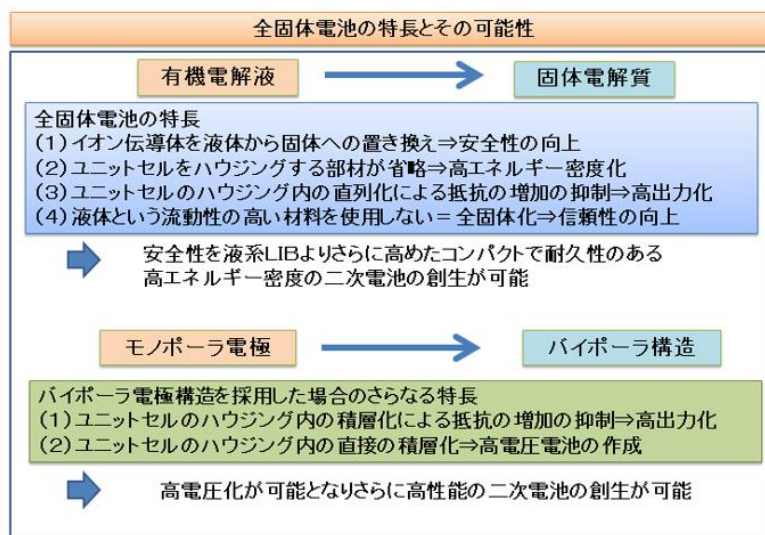 全固体電池の特長とその可能性
有機電解液
固体電解質
全固体電池の特長
(1)イオン伝導体を液体から固体への置き換え⇒安全性の向上
(2)ユニットセルをハウジングする部材が省略⇒高エネルギー密度化
(3)ユニットセルのハウジング内の直列化による抵抗の増加の抑制⇒高出力化
(4)液体という流動性の高い材料を使用しない=全固体化⇒信頼性の向上
安全性を液系LIBよりさらに高めたコンパクトで耐久性のある
高エネルギー密度の二次電池の創生が可能
モノポーラ電極
バイポーラ構造
バイポーラ電極構造を採用した場合のさらなる特長
(1)ユニットセルのハウジング内の積層化による抵抗の増加の抑制⇒高出力化
(2)ユニットセルのハウジング内の直接の積層化⇒高電圧電池の作成
高電圧化が可能となりさらに高性能の二次電池の創生が可能